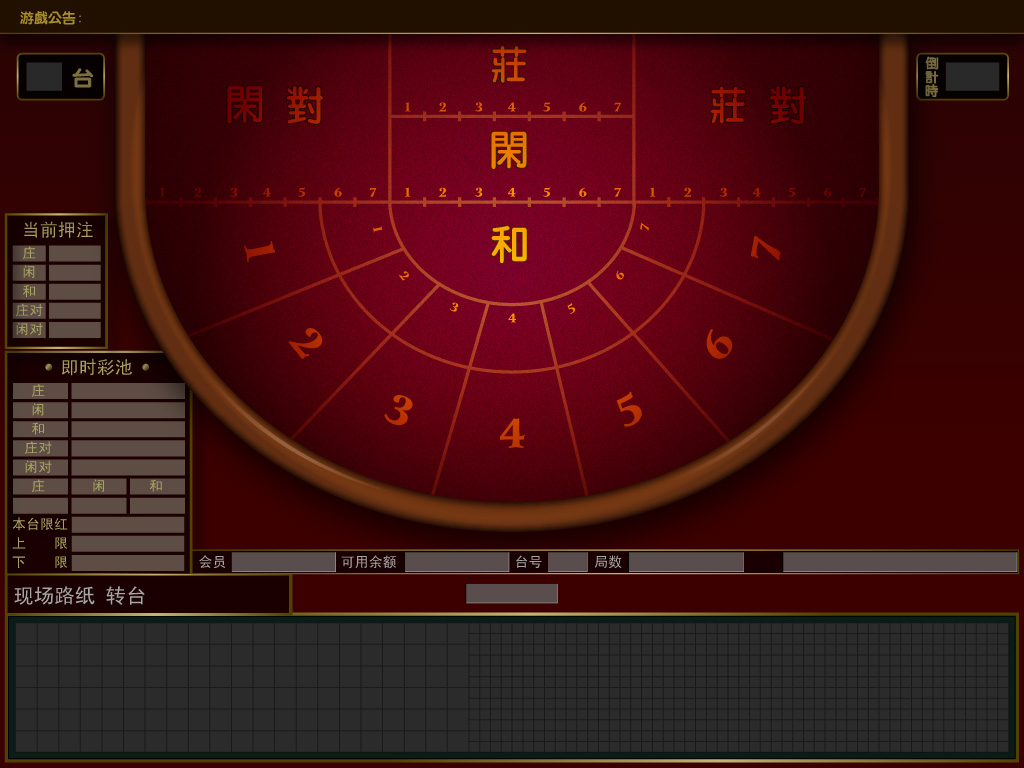 游戲公告：
台
倒計時
莊
1 2 3 4 5 6 7
閑 對
莊 對
閑
1 2 3 4 5 6 7
1 2 3 4 5 6 7
1 2 3 4 5 6 7
和
1 2 3 4 5 6 7
1 2 3 4 5 6 7
当前押注
庄
闲
和
庄对
闲对
• 即时彩池 •
庄
闲
和
庄对
闲对
庄 闲 和
本台限红
上 限
下 限
会员 可用余额 台号 局数
现场路纸 转台